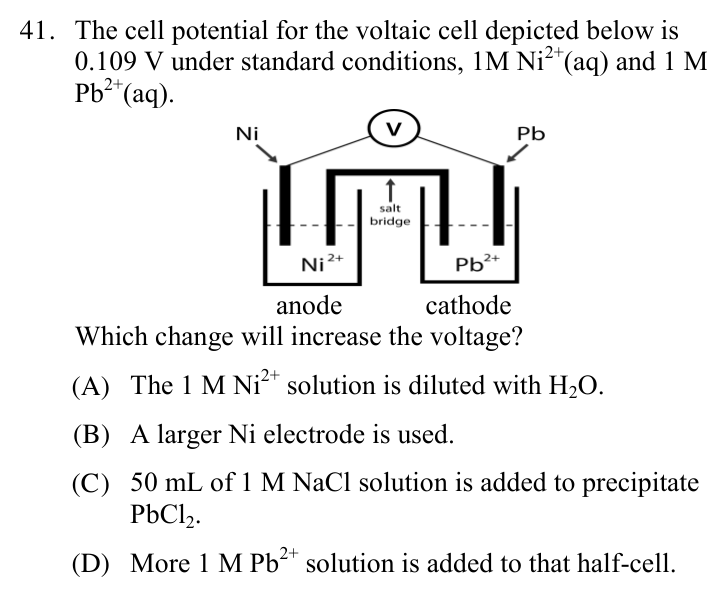 41. The cell potential for the voltaic cell depicted below is
0.109 V under standard conditions, 1M Ni²⁺(aq) and 1 M
Pb²⁺(aq).
Ni V Pb
salt
bridge
Ni²⁺ Pb²⁺
anode cathode
Which change will increase the voltage?
(A) The 1 M Ni²⁺ solution is diluted with H₂O.
(B) A larger Ni electrode is used.
(C) 50 mL of 1 M NaCl solution is added to precipitate
PbCl₂.
(D) More 1 M Pb²⁺ solution is added to that half-cell.